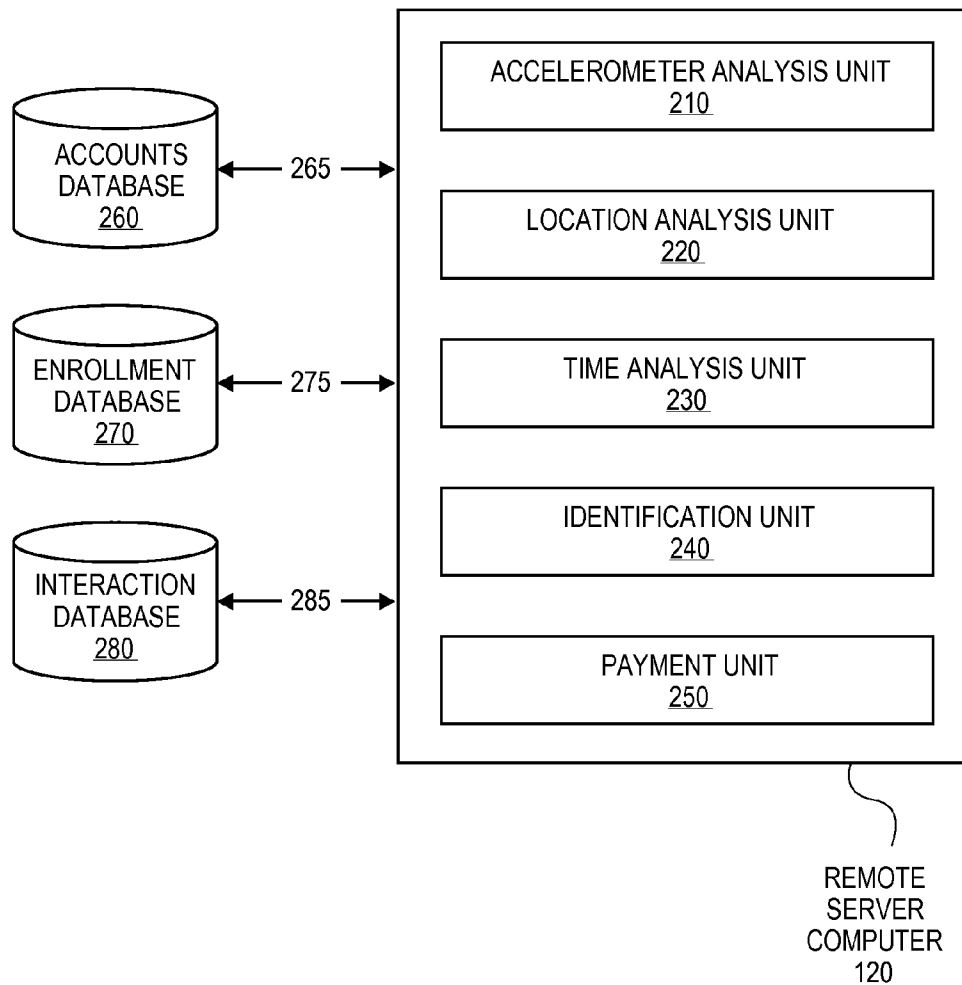 ACCELEROMETER ANALYSIS UNIT
210
ACCOUNTS
DATABASE
260
265
LOCATION ANALYSIS UNIT
220
ENROLLMENT
DATABASE
270
275
TIME ANALYSIS UNIT
230
IDENTIFICATION UNIT
240
INTERACTION
DATABASE
280
285
PAYMENT UNIT
250
REMOTE
SERVER
COMPUTER
120